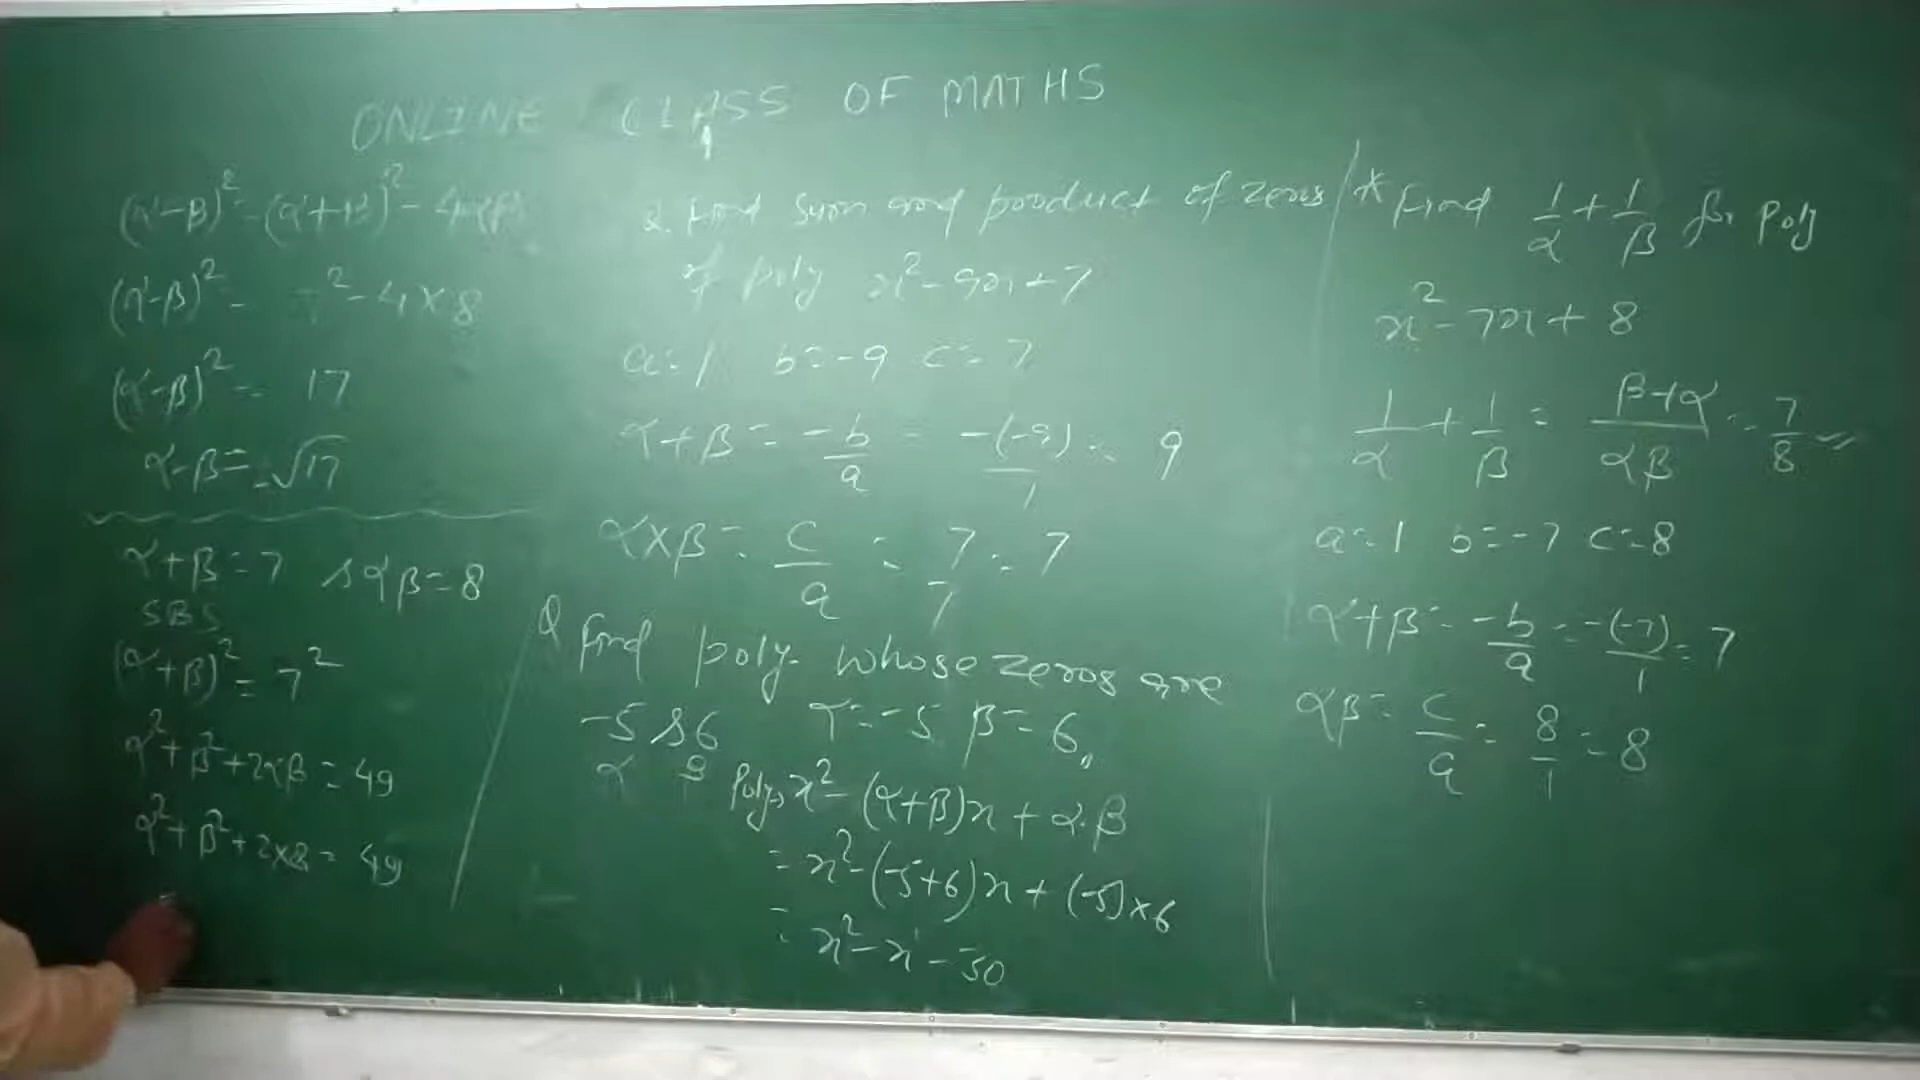 ONLINE CLASS OF MATHS
(α-β)² = (α+β)² - 4αβ
(α-β)² = 7² - 4×8
(α-β)² = 17
α-β = √17
α+β=7 & αβ=8
SBS
(α+β)² = 7²
α²+β²+2αβ = 49
α²+β²+2×8 = 49
Q. Find sum and product of zeros
of poly x²-9x+7
a=1 b=-9 c=7
α+β = -b/a = -(-9)/1 = 9
α×β = c/a = 7/7 = 7
Q Find poly. whose zeros are
-5 & 6 α=-5 β=6,,
α β
Poly, x²-(α+β)x+α.β
= x²-(-5+6)x+(-5)×6
= x²-x-30
* Find 1/α + 1/β for Poly
x²-7x+8
1/α + 1/β = β+α/αβ = 7/8
a=1 b=-7 c=8
α+β = -b/a = -(-7)/1 = 7
αβ = c/a = 8/1 = 8